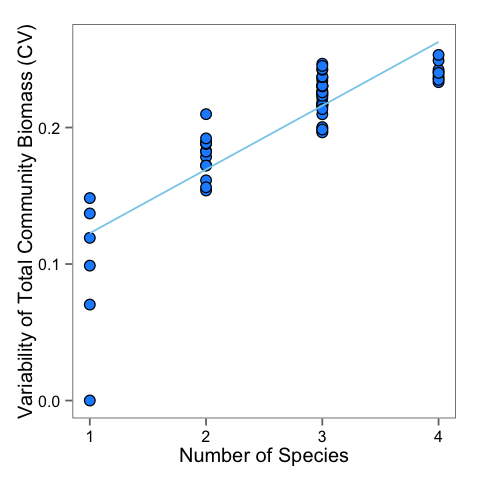 Variability of Total Community Biomass (CV)
0.2
0.1
0.0
1 2 3 4
Number of Species